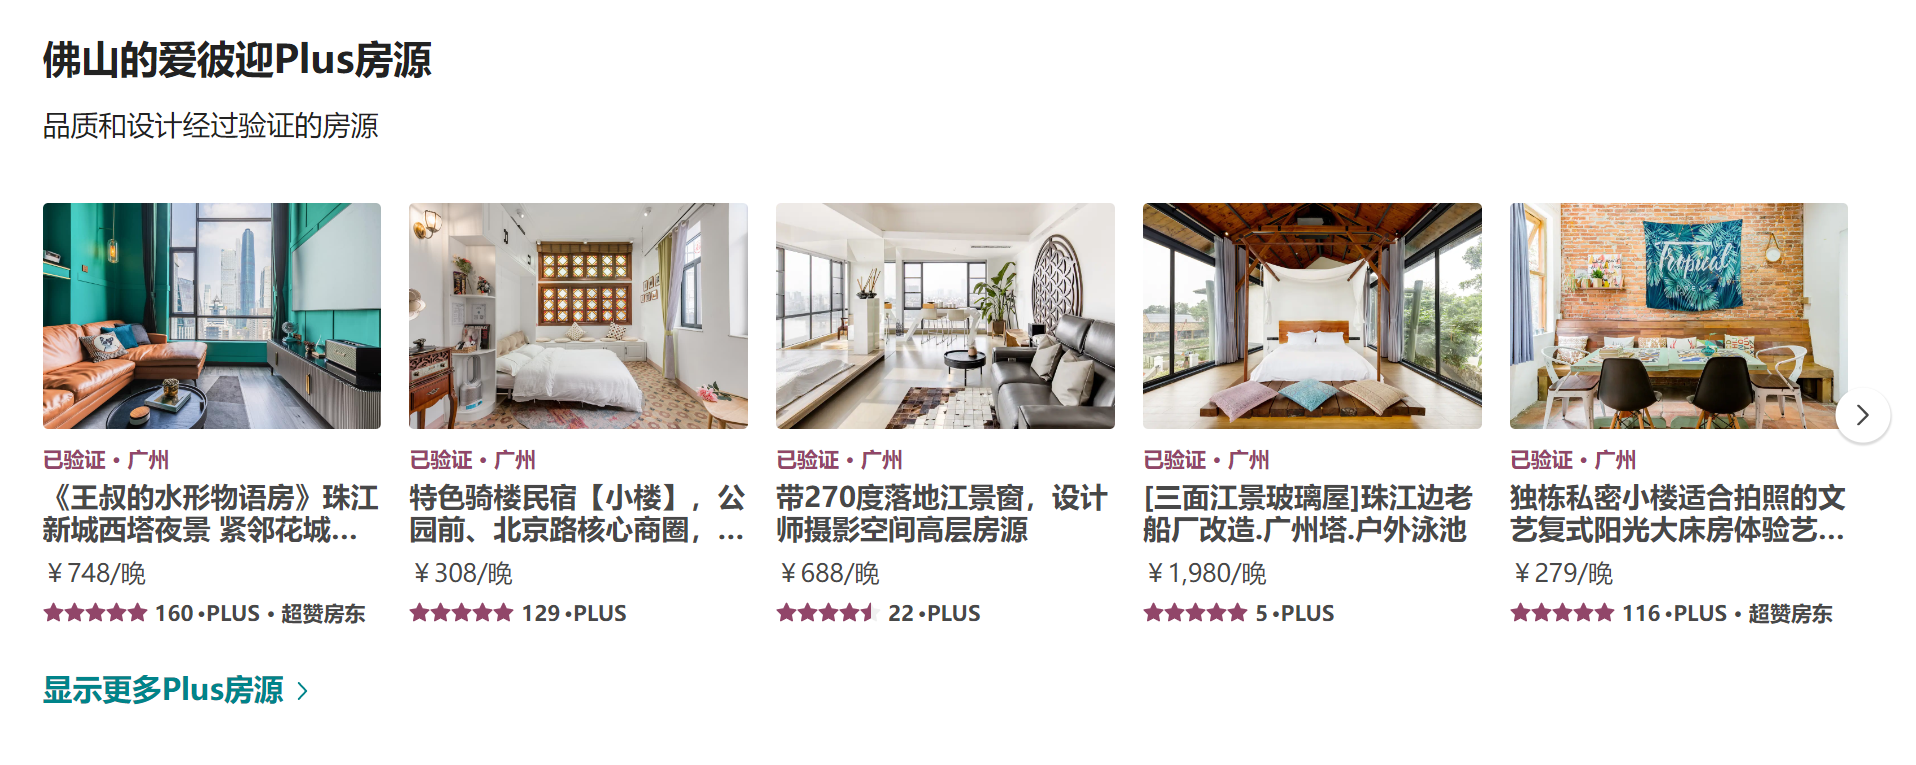 佛山的爱彼迎Plus房源
品质和设计经过验证的房源
Tropical
已验证·广州
《王叔的水形物语房》珠江
新城西塔夜景 紧邻花城...
￥748/晚
160 ·PLUS · 超赞房东
已验证·广州
特色骑楼民宿【小楼】，公
园前、北京路核心商圈，...
￥308/晚
129 ·PLUS
已验证·广州
带270度落地江景窗，设计
师摄影空间高层房源
￥688/晚
22 ·PLUS
已验证·广州
[三面江景玻璃屋]珠江边老
船厂改造.广州塔.户外泳池
￥1,980/晚
5 ·PLUS
已验证·广州
独栋私密小楼适合拍照的文
艺复式阳光大床房体验艺...
￥279/晚
116 ·PLUS · 超赞房东
显示更多Plus房源